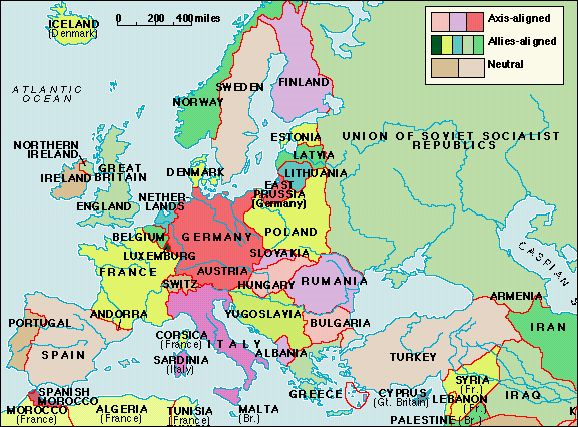 ICELAND
(Denmark)
0 200 400 miles
Axis-aligned
Allies-aligned
Neutral
ATLANTIC
OCEAN
NORWAY
SWEDEN
FINLAND
ESTONIA
LATVIA
LITHUANIA
UNION OF SOVIET SOCIALIST
REPUBLICS
NORTHERN
IRELAND
IRELAND
GREAT
BRITAIN
ENGLAND
DENMARK
NETHER-
LANDS
EAST
PRUSSIA
(Germany)
BELGIUM
GERMANY
POLAND
LUXEMBURG
SLOVAKIA
FRANCE
AUSTRIA
SWITZ
HUNGARY
RUMANIA
CASPIAN S
ANDORRA
YUGOSLAVIA
ARMENIA
PORTUGAL
SPAIN
CORSICA
(France)
ITALY
BULGARIA
IRAN
SARDINIA
(Italy)
ALBANIA
TURKEY
GREECE
CYPRUS
(Gt. Britain)
SYRIA
(Fr.)
LEBANON
(Fr.)
IRAQ
SPANISH
MOROCCO
MOROCCO
(France)
ALGERIA
(France)
TUNISIA
(France)
MALTA
(Br.)
PALESTINE (Br.)
K